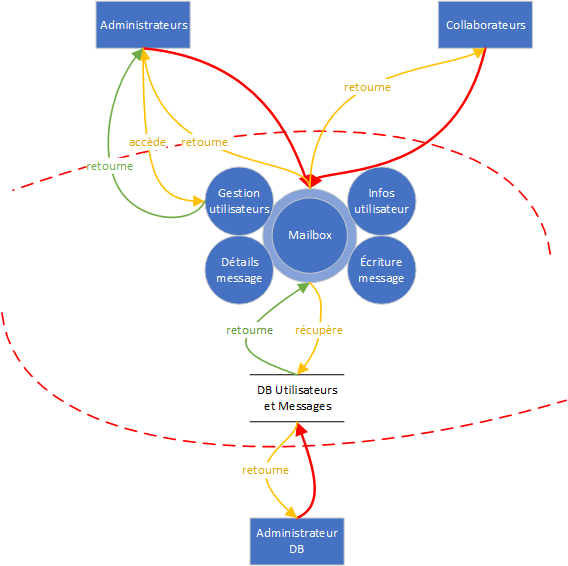 Administrateurs
Collaborateurs
retourne
accède
retourne
retourne
Gestion
utilisateurs
Infos
utilisateur
Mailbox
Détails
message
Écriture
message
retourne
récupère
DB Utilisateurs
et Messages
retourne
Administrateur
DB